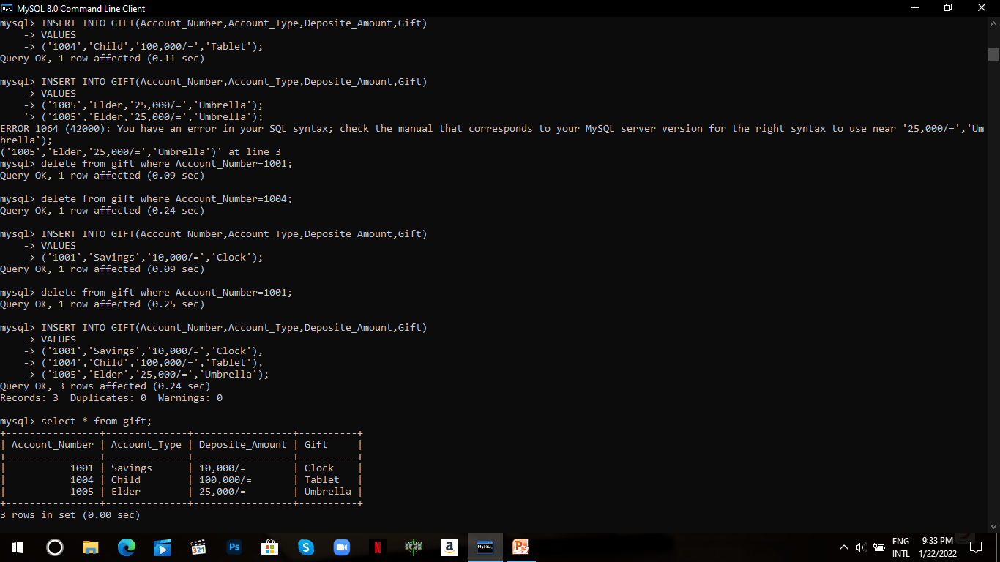 MySQL 8.0 Command Line Client
mysql> INSERT INTO GIFT(Account_Number,Account_Type,Deposite_Amount,Gift)
    -> VALUES
    -> ('1004','Child','100,000/=','Tablet');
Query OK, 1 row affected (0.11 sec)

mysql> INSERT INTO GIFT(Account_Number,Account_Type,Deposite_Amount,Gift)
    -> VALUES
    -> ('1005','Elder,'25,000/=','Umbrella');
    '> ('1005','Elder,'25,000/=','Umbrella');
ERROR 1064 (42000): You have an error in your SQL syntax; check the manual that corresponds to your MySQL server version for the right syntax to use near '25,000/=','Um
brella');
('1005','Elder,'25,000/=','Umbrella')' at line 3
mysql> delete from gift where Account_Number=1001;
Query OK, 1 row affected (0.09 sec)

mysql> delete from gift where Account_Number=1004;
Query OK, 1 row affected (0.24 sec)

mysql> INSERT INTO GIFT(Account_Number,Account_Type,Deposite_Amount,Gift)
    -> VALUES
    -> ('1001','Savings','10,000/=','Clock');
Query OK, 1 row affected (0.09 sec)

mysql> delete from gift where Account_Number=1001;
Query OK, 1 row affected (0.25 sec)

mysql> INSERT INTO GIFT(Account_Number,Account_Type,Deposite_Amount,Gift)
    -> VALUES
    -> ('1001','Savings','10,000/=','Clock'),
    -> ('1004','Child','100,000/=','Tablet'),
    -> ('1005','Elder','25,000/=','Umbrella');
Query OK, 3 rows affected (0.24 sec)
Records: 3  Duplicates: 0  Warnings: 0

mysql> select * from gift;
+----------------+--------------+-----------------+----------+
| Account_Number | Account_Type | Deposite_Amount | Gift     |
+----------------+--------------+-----------------+----------+
|           1001 | Savings      | 10,000/=        | Clock    |
|           1004 | Child        | 100,000/=       | Tablet   |
|           1005 | Elder        | 25,000/=        | Umbrella |
+----------------+--------------+-----------------+----------+
3 rows in set (0.00 sec)
321
Ps
S
N
a
MySQL
P
ENG
INTL
9:33 PM
1/22/2022